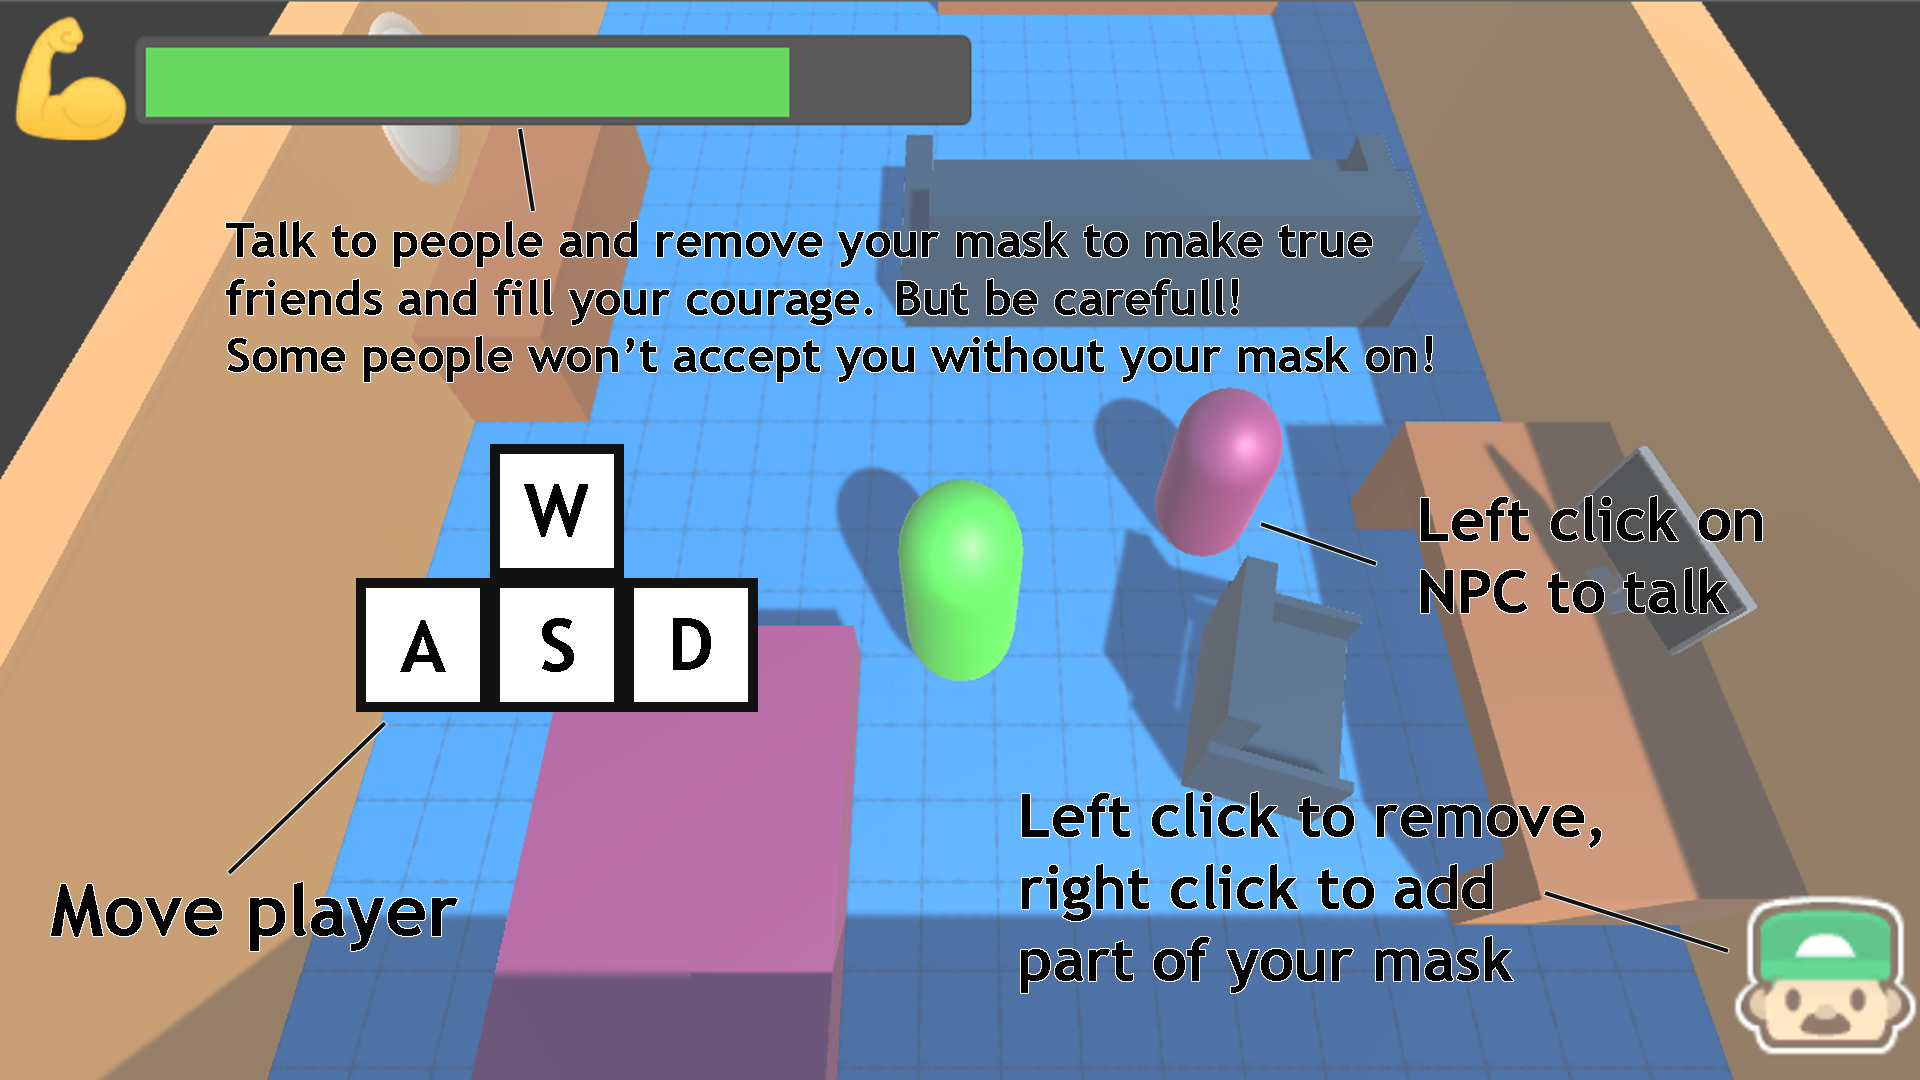 Talk to people and remove your mask to make true
friends and fill your courage. But be carefull!
Some people won’t accept you without your mask on!
W
A S D
Move player
Left click on
NPC to talk
Left click to remove,
right click to add
part of your mask